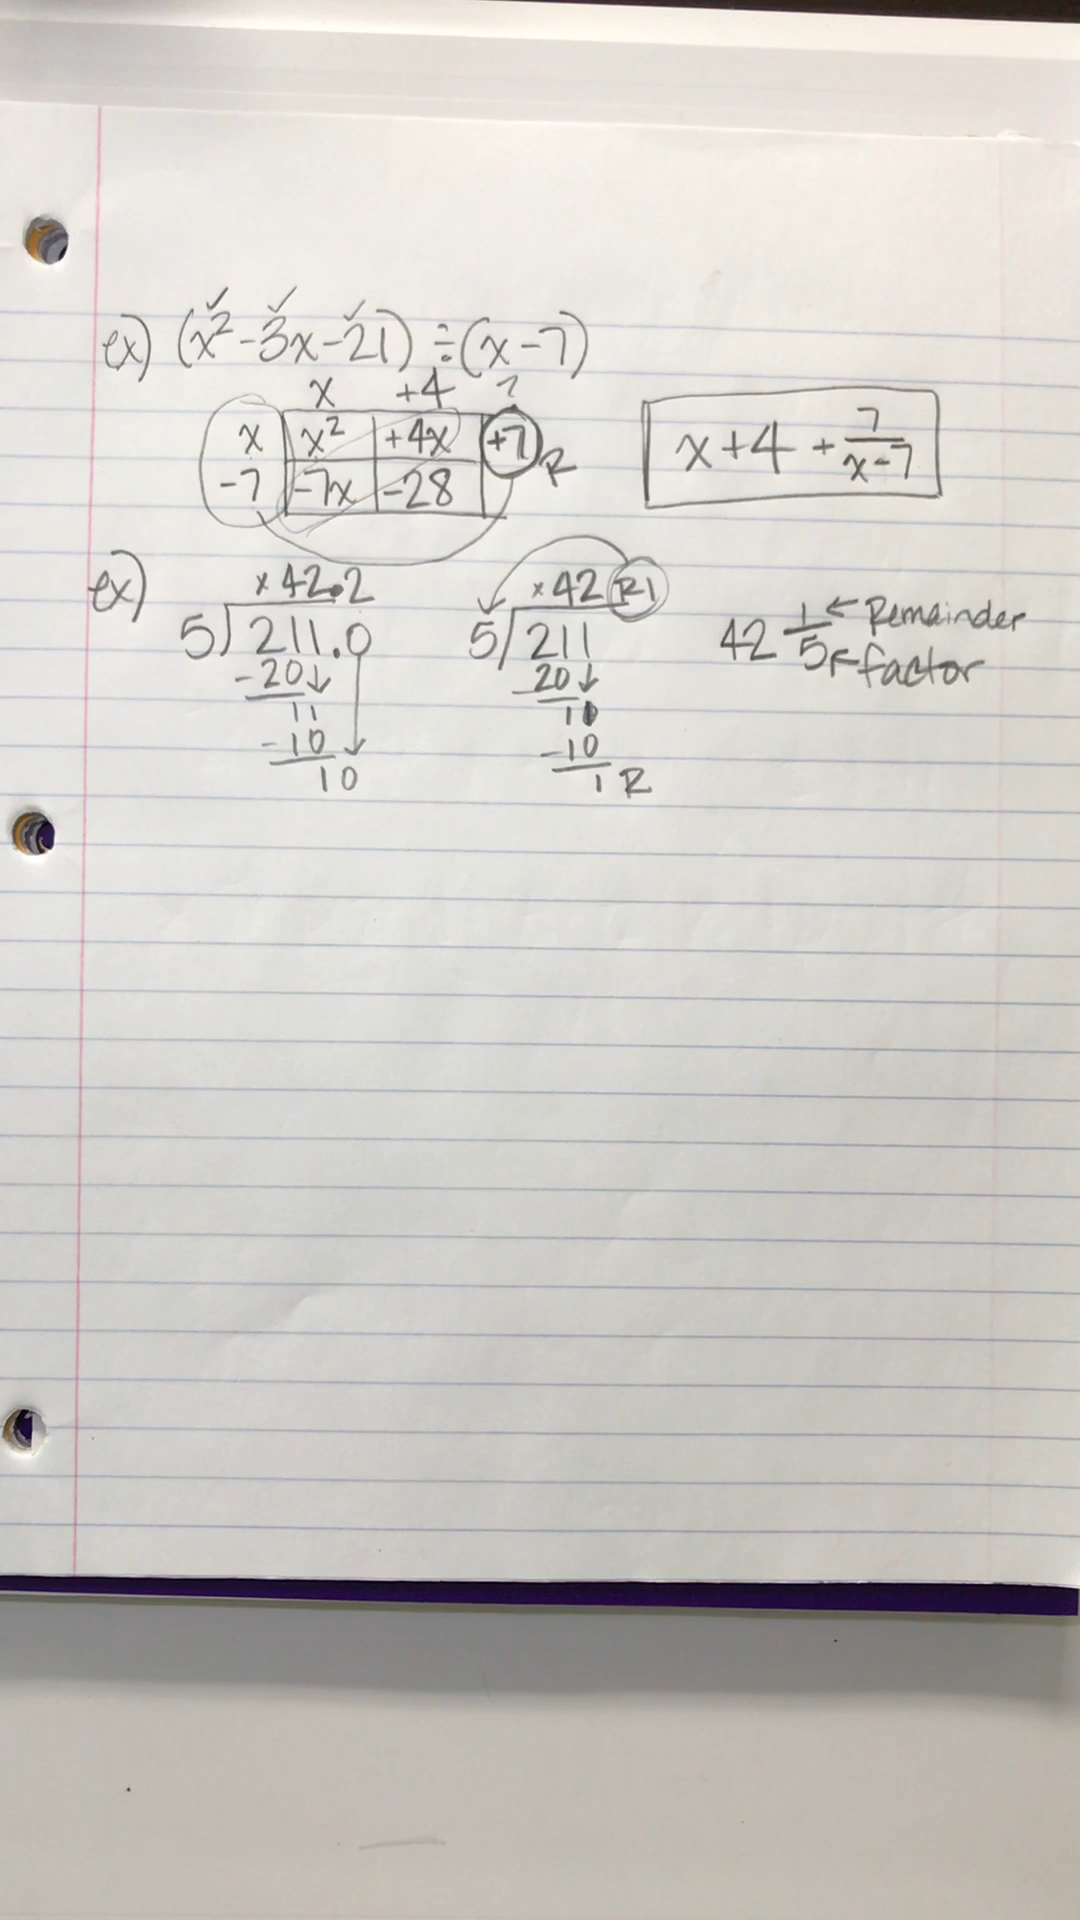 ex) (x² - 3x - 21) ÷ (x - 7)
x +4 ?
x x² +4x +7 R
-7 -7x -28
x + 4 + 7/(x-7)
ex)
x 42.2
5)211.0
-20
11
-10
10
x 42 R1
5)211
20
11
-10
1 R
42 1/5 ← Remainder
← factor